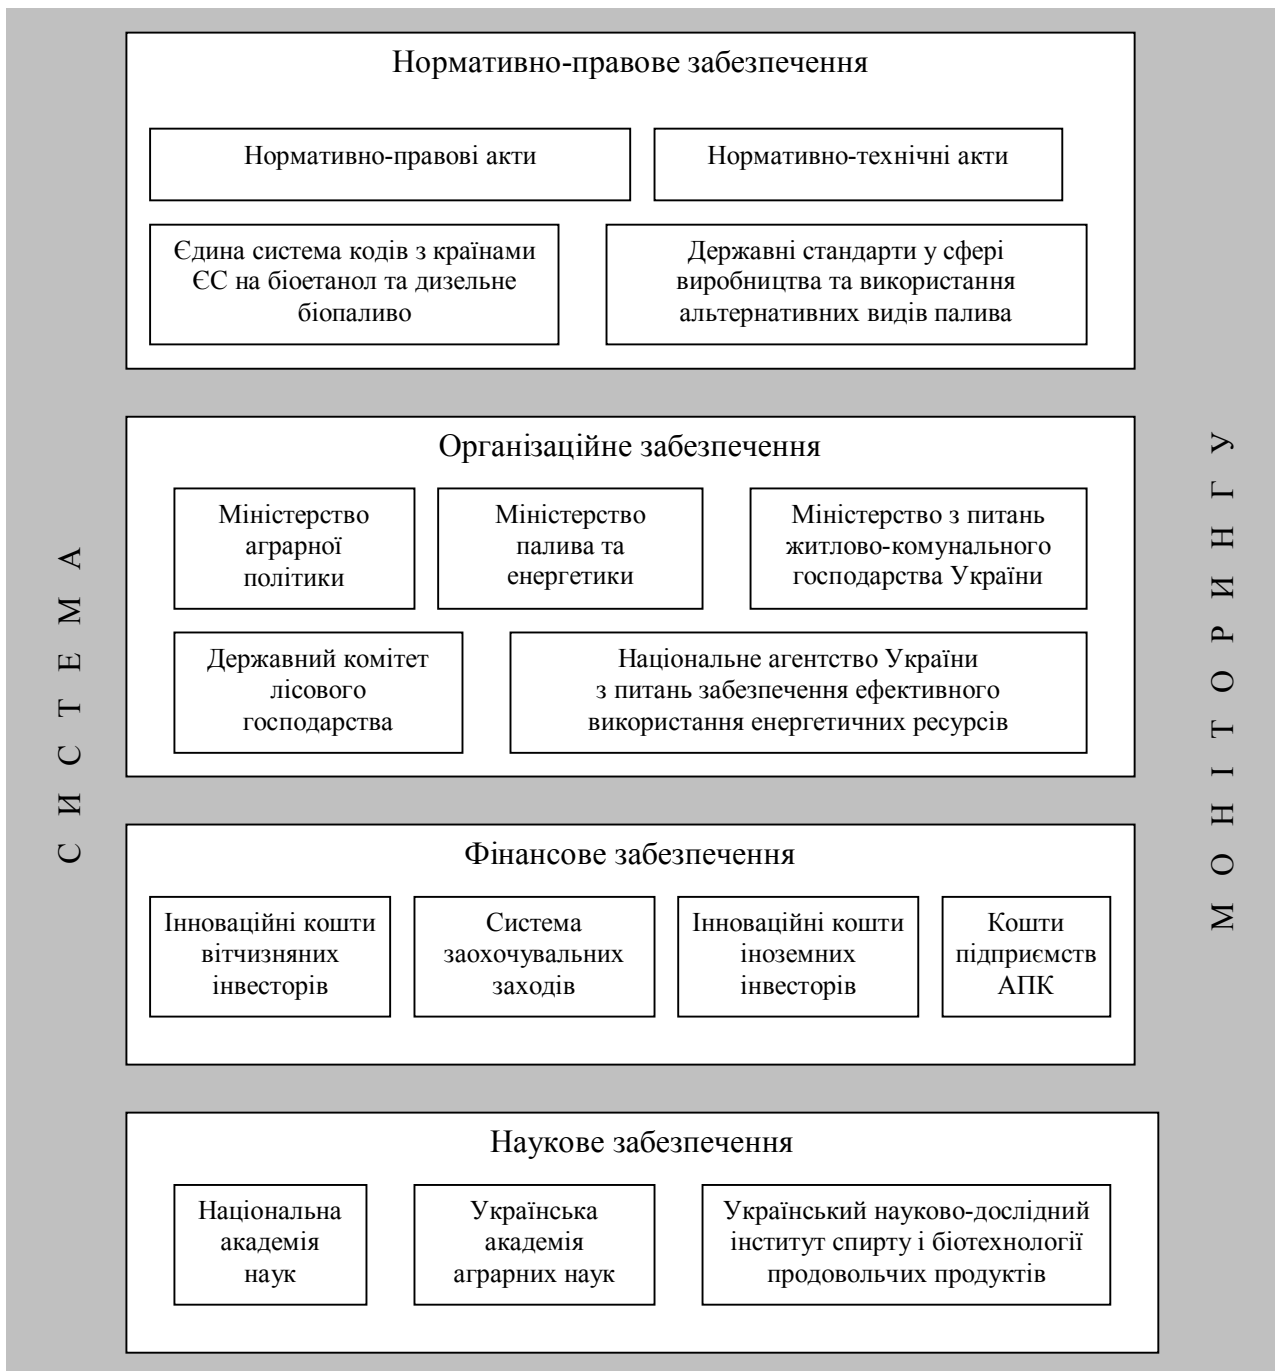 Нормативно-правове забезпечення
Нормативно-правові акти
Нормативно-технічні акти
Єдина система кодів з країнами
ЄС на біоетанол та дизельне
біопаливо
Державні стандарти у сфері
виробництва та використання
альтернативних видів палива
Організаційне забезпечення
Міністерство
аграрної
політики
Міністерство
палива та
енергетики
Міністерство з питань
житлово-комунального
господарства України
Державний комітет
лісового
господарства
Національне агентство України
з питань забезпечення ефективного
використання енергетичних ресурсів
Фінансове забезпечення
Інноваційні кошти
вітчизняних
інвесторів
Система
заохочувальних
заходів
Інноваційні кошти
іноземних
інвесторів
Кошти
підприємств
АПК
Наукове забезпечення
Національна
академія
наук
Українська
академія
аграрних наук
Український науково-дослідний
інститут спирту і біотехнології
продовольчих продуктів
С И С Т Е М А
М О Н І Т О Р И Н Г У